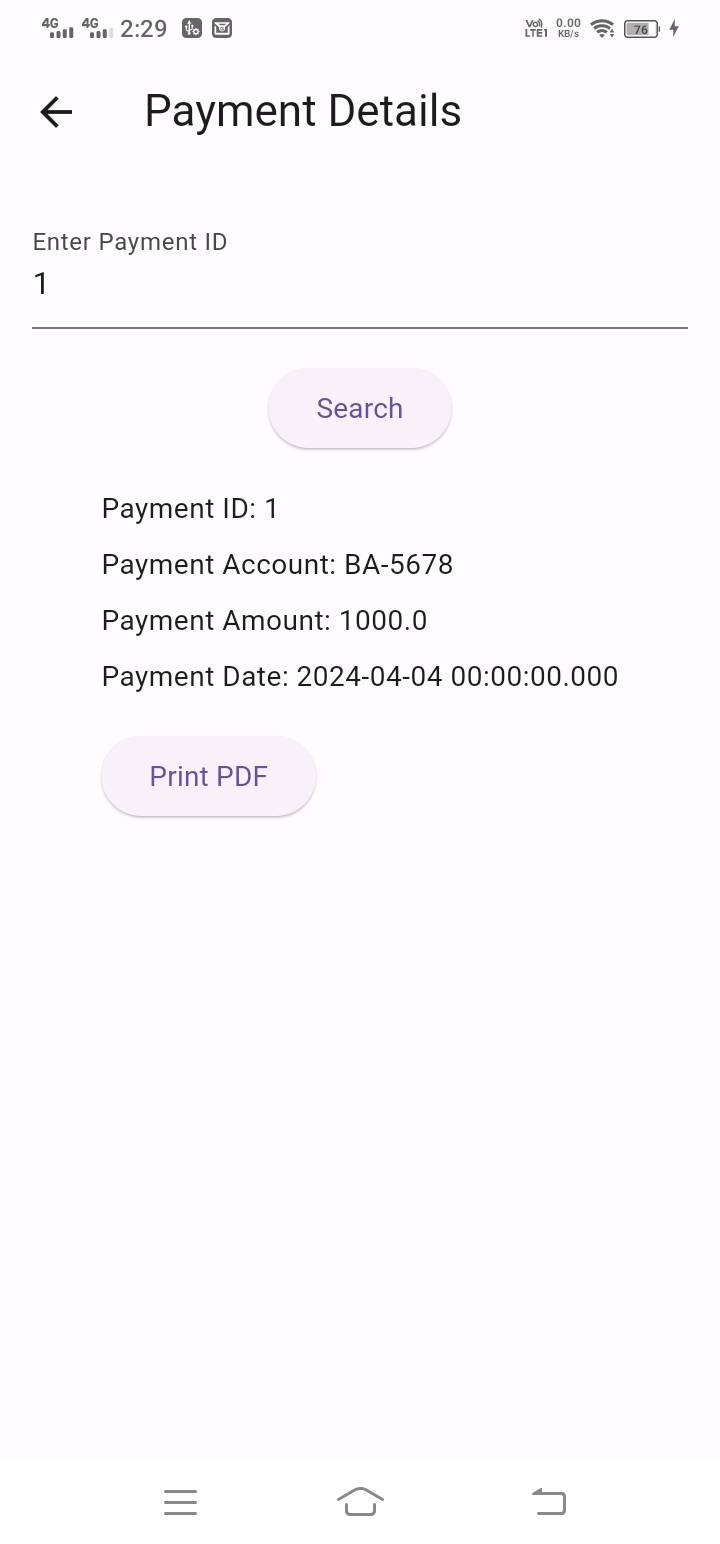 4G 4G 2:29 Vo) LTE1 0.00 KB/s 76
Payment Details
Enter Payment ID
1
Search
Payment ID: 1
Payment Account: BA-5678
Payment Amount: 1000.0
Payment Date: 2024-04-04 00:00:00.000
Print PDF